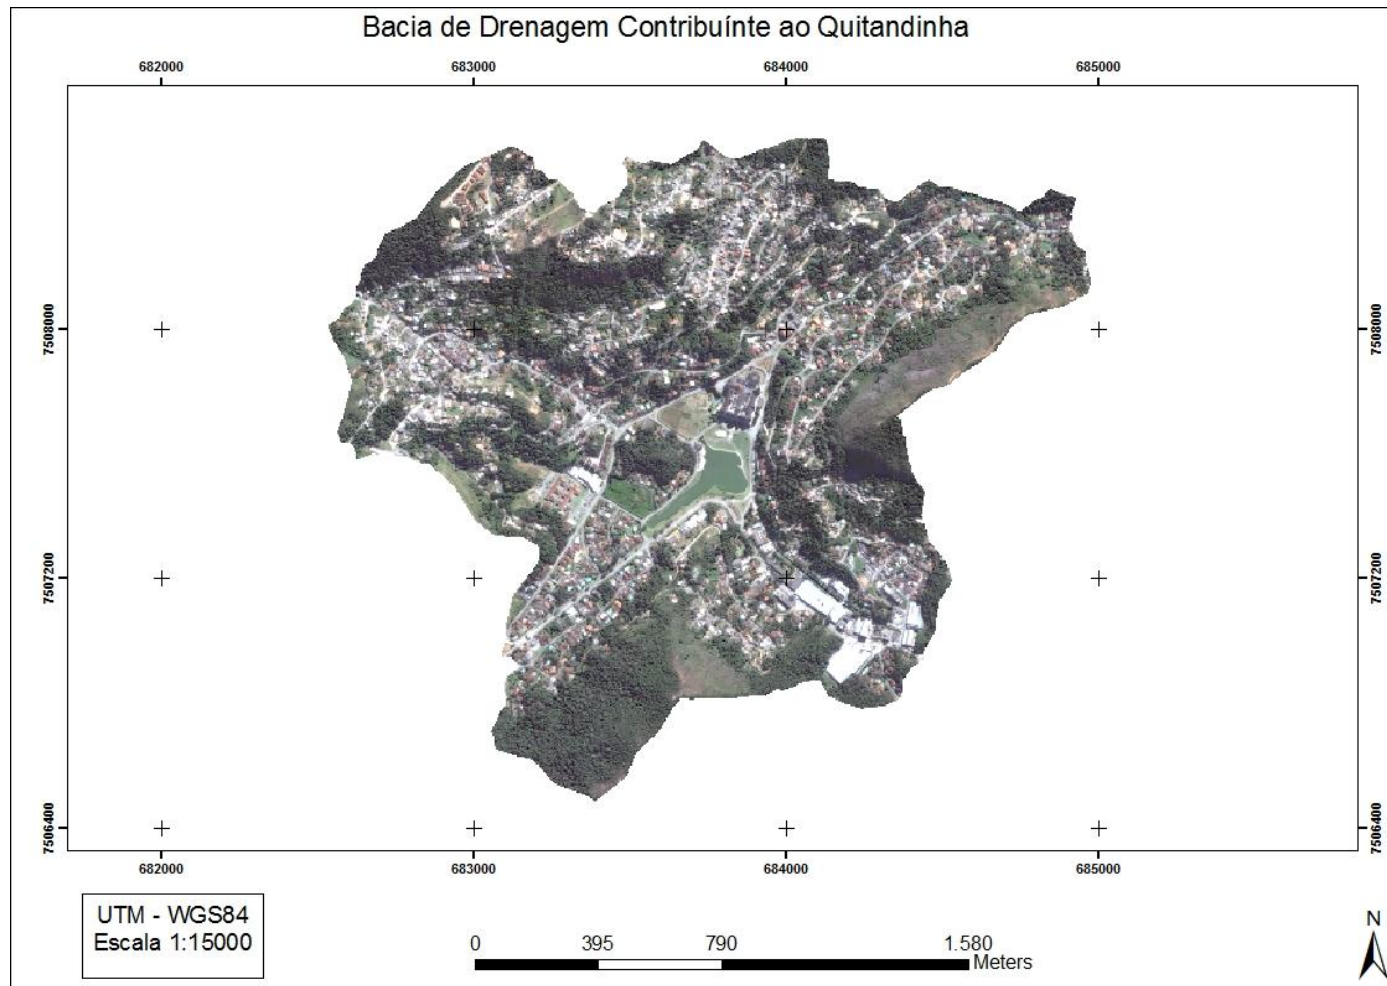 Bacia de Drenagem Contribuínte ao Quitandinha
682000 683000 684000 685000
7508000 7508000
7507200 7507200
7506400 7506400
682000 683000 684000 685000
UTM - WGS84
Escala 1:15000
0 395 790 1.580
Meters
N